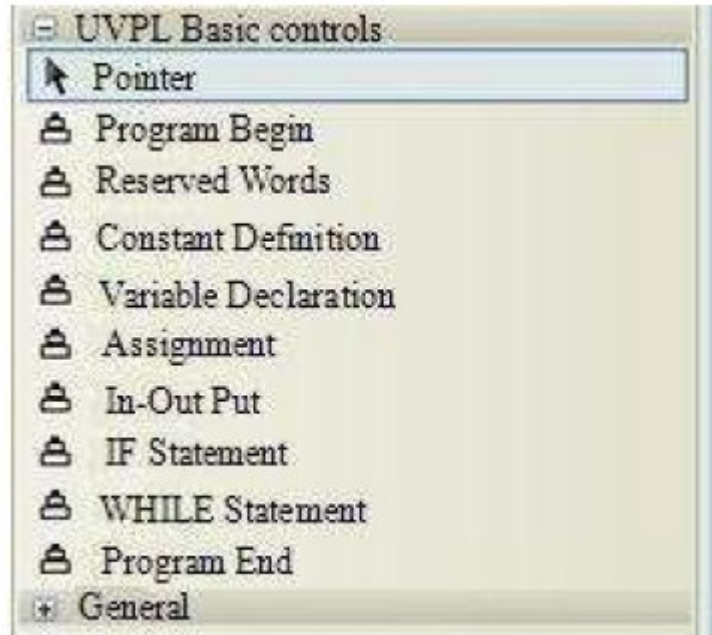 UVPL Basic controls
Pointer
Program Begin
Reserved Words
Constant Definition
Variable Declaration
Assignment
In-Out Put
IF Statement
WHILE Statement
Program End
General